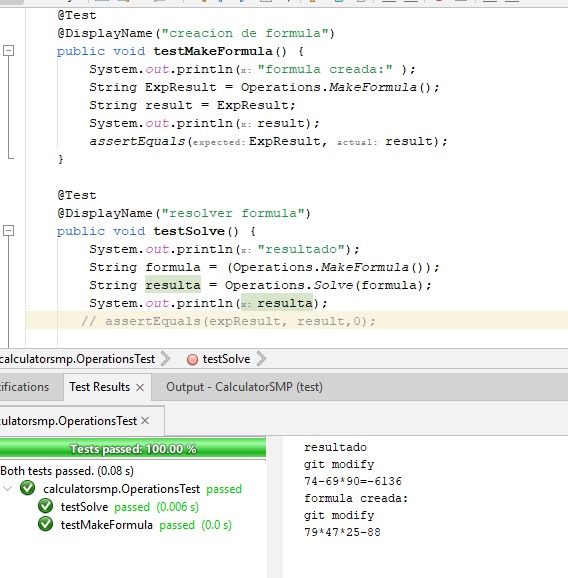 @Test
@DisplayName("creacion de formula")
public void testMakeFormula() {
System.out.println(x: "formula creada:" );
String ExpResult = Operations.MakeFormula();
String result = ExpResult;
System.out.println(x: result);
assertEquals(expected: ExpResult, actual: result);
}
@Test
@DisplayName("resolver formula")
public void testSolve() {
System.out.println(x: "resultado");
String formula = (Operations.MakeFormula());
String resulta = Operations.Solve(formula);
System.out.println(x: resulta);
// assertEquals(expResult, result,0);
calculatorsmp.OperationsTest testSolve
ifications Test Results × Output - CalculatorSMP (test)
ulatorsmp.OperationsTest ×
Tests passed: 100.00 %
Both tests passed. (0.08 s)
calculatorsmp.OperationsTest passed
testSolve passed (0.006 s)
testMakeFormula passed (0.0 s)
resultado
git modify
74-69*90=-6136
formula creada:
git modify
79*47*25-88